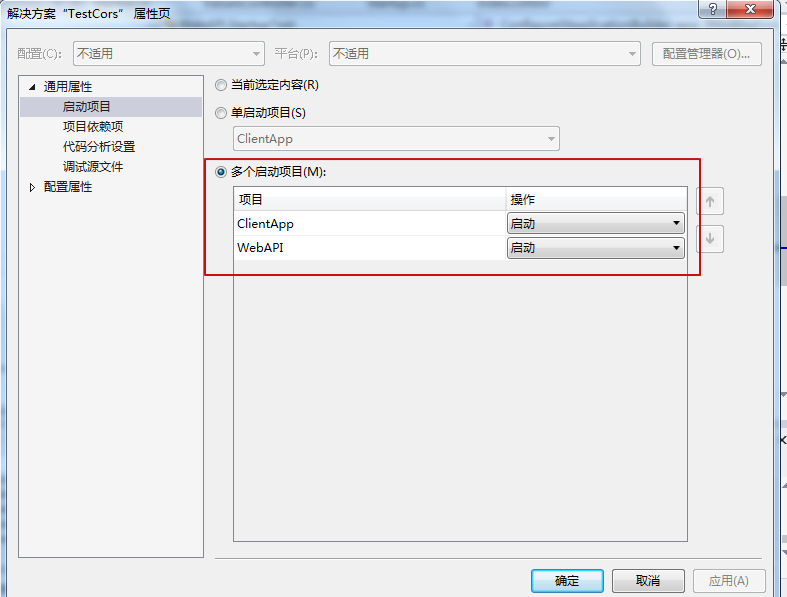 解决方案“TestCors” 属性页
?
配置(C): 不适用 平台(P): 不适用 配置管理器(O)...
通用属性
启动项目
项目依赖项
代码分析设置
调试源文件
配置属性
当前选定内容(R)
单启动项目(S)
ClientApp
多个启动项目(M):
项目 操作
ClientApp 启动
WebAPI 启动
确定 取消 应用(A)